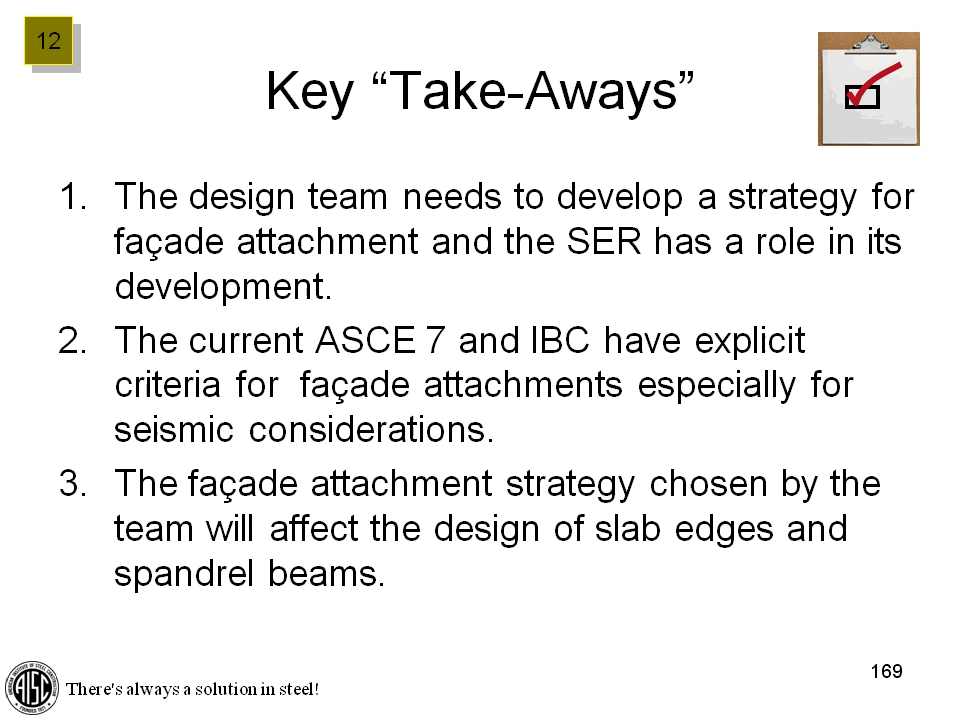 12
Key “Take-Aways”
1. The design team needs to develop a strategy for
façade attachment and the SER has a role in its
development.
2. The current ASCE 7 and IBC have explicit
criteria for  façade attachments especially for
seismic considerations.
3. The façade attachment strategy chosen by the
team will affect the design of slab edges and
spandrel beams.
169
AISC
There's always a solution in steel!